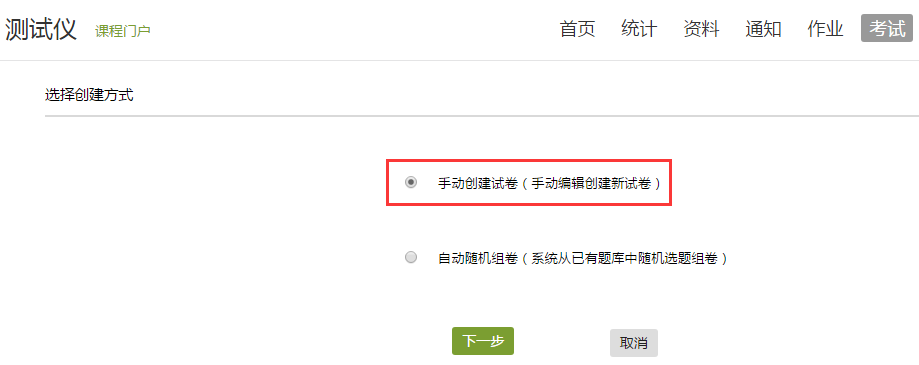 测试仪 课程门户 首页 统计 资料 通知 作业 考试
选择创建方式
手动创建试卷（手动编辑创建新试卷）
自动随机组卷（系统从已有题库中随机选题组卷）
下一步 取消